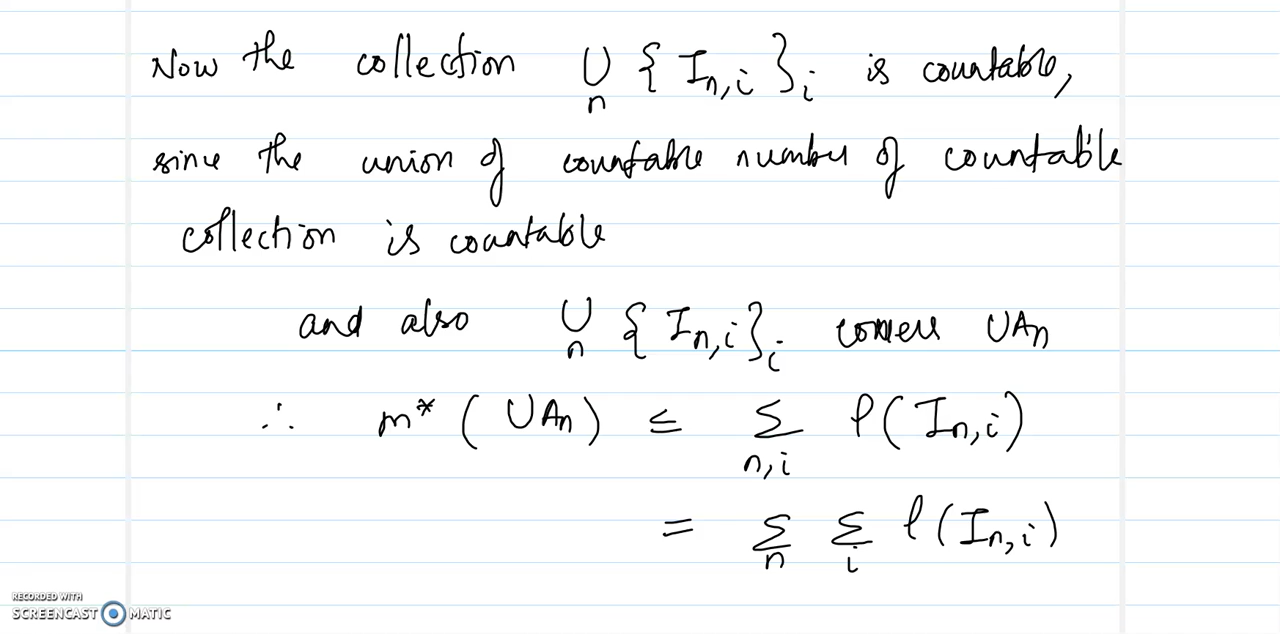 Now the collection ∪ₙ { Iₙ,ᵢ }ᵢ is countable,
since the union of countable number of countable
collection is countable
and also ∪ₙ { Iₙ,ᵢ }ᵢ covers ∪Aₙ
∴ m* ( ∪Aₙ ) ≤ Σₙ,ᵢ l( Iₙ,ᵢ )
= Σₙ Σᵢ l( Iₙ,ᵢ )
RECORDED WITH
SCREENCAST MATIC